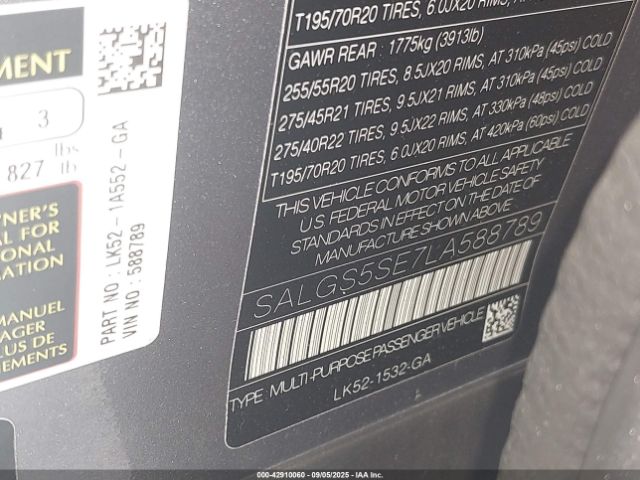 EMENT
3
lbs
827 lb
NER'S
AL FOR
IONAL
MATION
MANUEL
AGER
LUS DE
NEMENTS
PART NO : LK52 - 1A552 - GA
VIN NO : 588789
T195/70R20 TIRES, 6.0JX20 RIMS,
GAWR REAR : 1775kg (3913lb)
255/55R20 TIRES, 8.5JX20 RIMS, AT 310kPa (45psi) COLD
275/45R21 TIRES, 9.5JX21 RIMS, AT 310kPa (45psi) COLD
275/40R22 TIRES, 9.5JX22 RIMS, AT 330kPa (48psi) COLD
T195/70R20 TIRES, 6.0JX20 RIMS, AT 420kPa (60psi) COLD
THIS VEHICLE CONFORMS TO ALL APPLICABLE
U.S. FEDERAL MOTOR VEHICLE SAFETY
STANDARDS IN EFFECT ON THE DATE OF
MANUFACTURE SHOWN ABOVE
SALGS5SE7LA588789
TYPE MULTI-PURPOSE PASSENGER VEHICLE
LK52-1532-GA
000-42910060 - 09/05/2025 - IAA Inc.